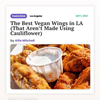 Los Angeles
The Best Vegan Wings in LA
(That Aren't Made Using
Cauliflower)
by Allie Mitchell